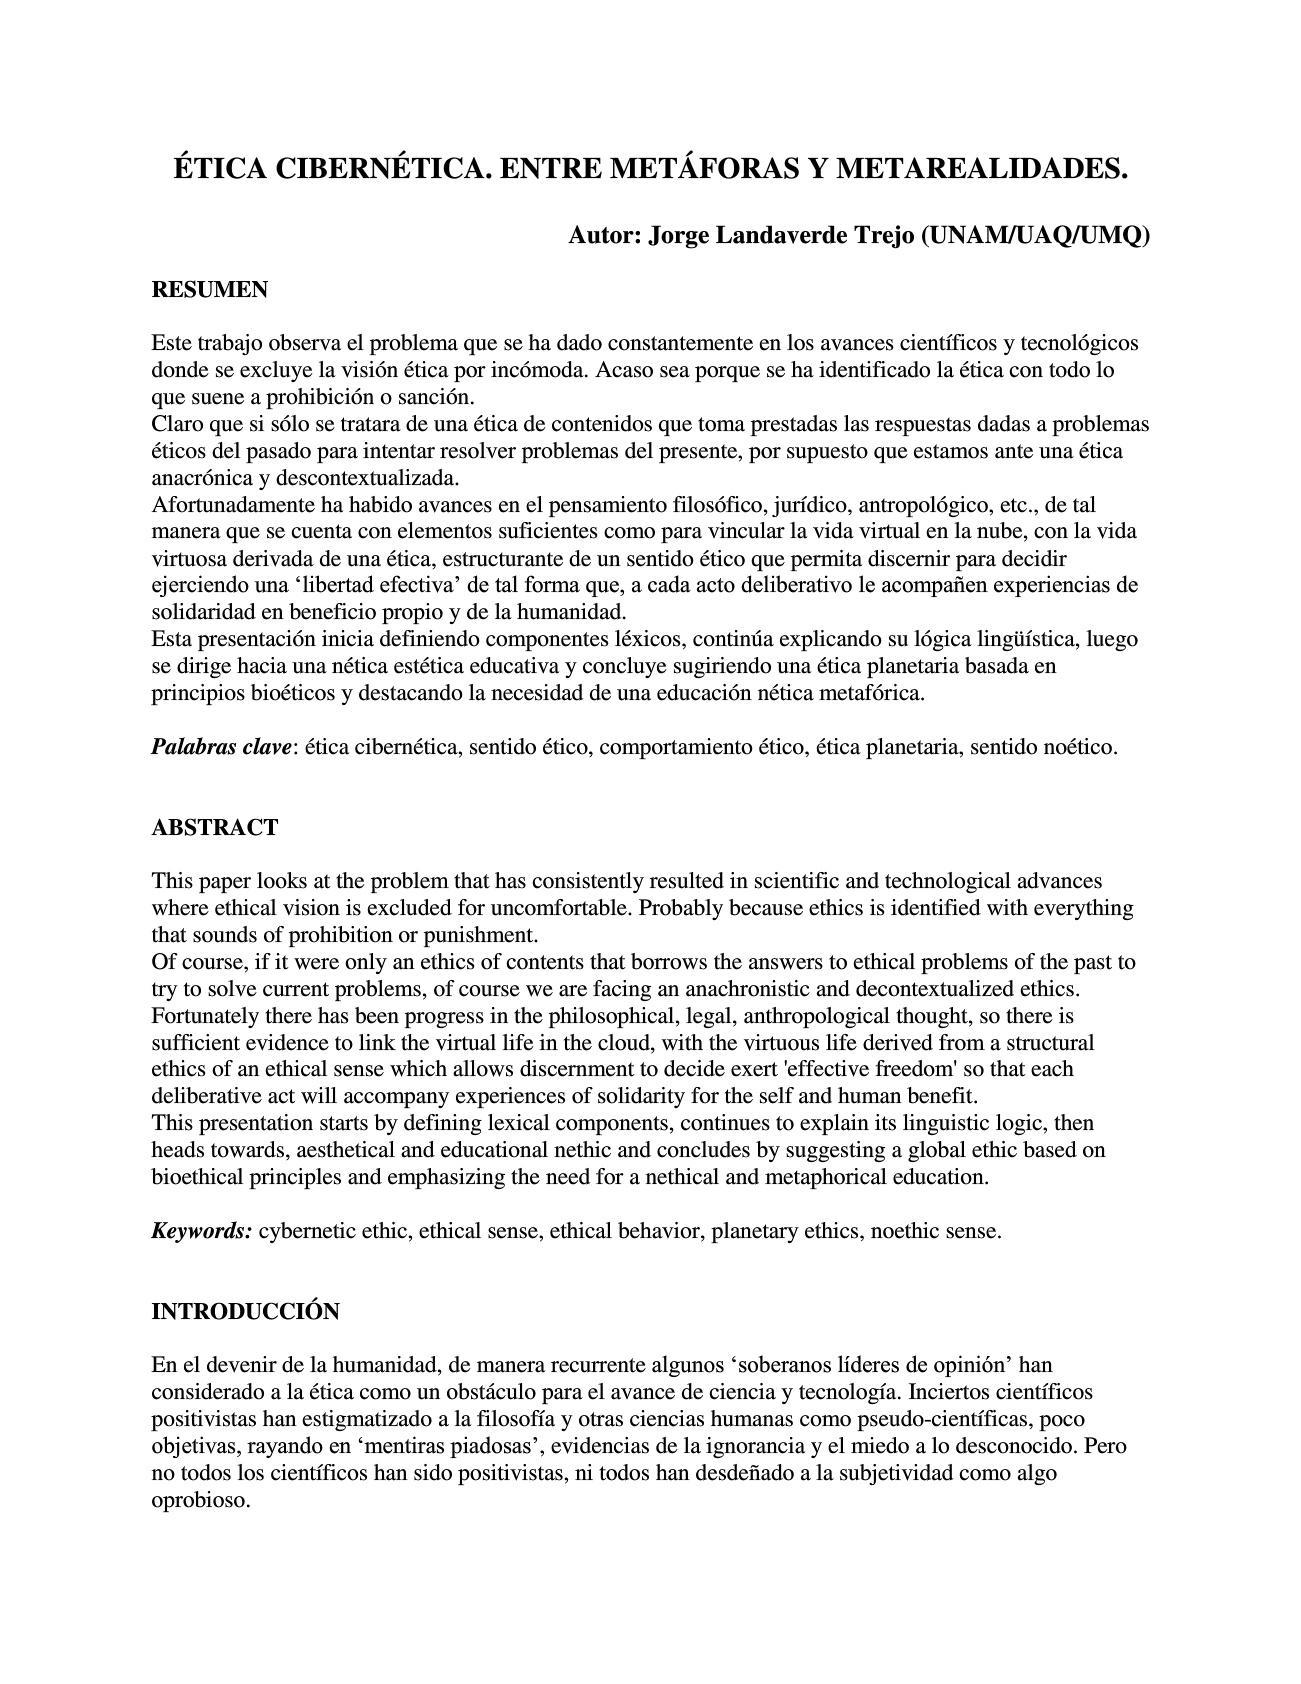 ÉTICA CIBERNÉTICA. ENTRE METÁFORAS Y METAREALIDADES.
Autor: Jorge Landaverde Trejo (UNAM/UAQ/UMQ)
RESUMEN
Este trabajo observa el problema que se ha dado constantemente en los avances científicos y tecnológicos
donde se excluye la visión ética por incómoda. Acaso sea porque se ha identificado la ética con todo lo
que suene a prohibición o sanción.
Claro que si sólo se tratara de una ética de contenidos que toma prestadas las respuestas dadas a problemas
éticos del pasado para intentar resolver problemas del presente, por supuesto que estamos ante una ética
anacrónica y descontextualizada.
Afortunadamente ha habido avances en el pensamiento filosófico, jurídico, antropológico, etc., de tal
manera que se cuenta con elementos suficientes como para vincular la vida virtual en la nube, con la vida
virtuosa derivada de una ética, estructurante de un sentido ético que permita discernir para decidir
ejerciendo una ‘libertad efectiva’ de tal forma que, a cada acto deliberativo le acompañen experiencias de
solidaridad en beneficio propio y de la humanidad.
Esta presentación inicia definiendo componentes léxicos, continúa explicando su lógica lingüística, luego
se dirige hacia una nética estética educativa y concluye sugiriendo una ética planetaria basada en
principios bioéticos y destacando la necesidad de una educación nética metafórica.
Palabras clave: ética cibernética, sentido ético, comportamiento ético, ética planetaria, sentido noético.
ABSTRACT
This paper looks at the problem that has consistently resulted in scientific and technological advances
where ethical vision is excluded for uncomfortable. Probably because ethics is identified with everything
that sounds of prohibition or punishment.
Of course, if it were only an ethics of contents that borrows the answers to ethical problems of the past to
try to solve current problems, of course we are facing an anachronistic and decontextualized ethics.
Fortunately there has been progress in the philosophical, legal, anthropological thought, so there is
sufficient evidence to link the virtual life in the cloud, with the virtuous life derived from a structural
ethics of an ethical sense which allows discernment to decide exert 'effective freedom' so that each
deliberative act will accompany experiences of solidarity for the self and human benefit.
This presentation starts by defining lexical components, continues to explain its linguistic logic, then
heads towards, aesthetical and educational nethic and concludes by suggesting a global ethic based on
bioethical principles and emphasizing the need for a nethical and metaphorical education.
Keywords: cybernetic ethic, ethical sense, ethical behavior, planetary ethics, noethic sense.
INTRODUCCIÓN
En el devenir de la humanidad, de manera recurrente algunos ‘soberanos líderes de opinión’ han
considerado a la ética como un obstáculo para el avance de ciencia y tecnología. Inciertos científicos
positivistas han estigmatizado a la filosofía y otras ciencias humanas como pseudo-científicas, poco
objetivas, rayando en ‘mentiras piadosas’, evidencias de la ignorancia y el miedo a lo desconocido. Pero
no todos los científicos han sido positivistas, ni todos han desdeñado a la subjetividad como algo
oprobioso.